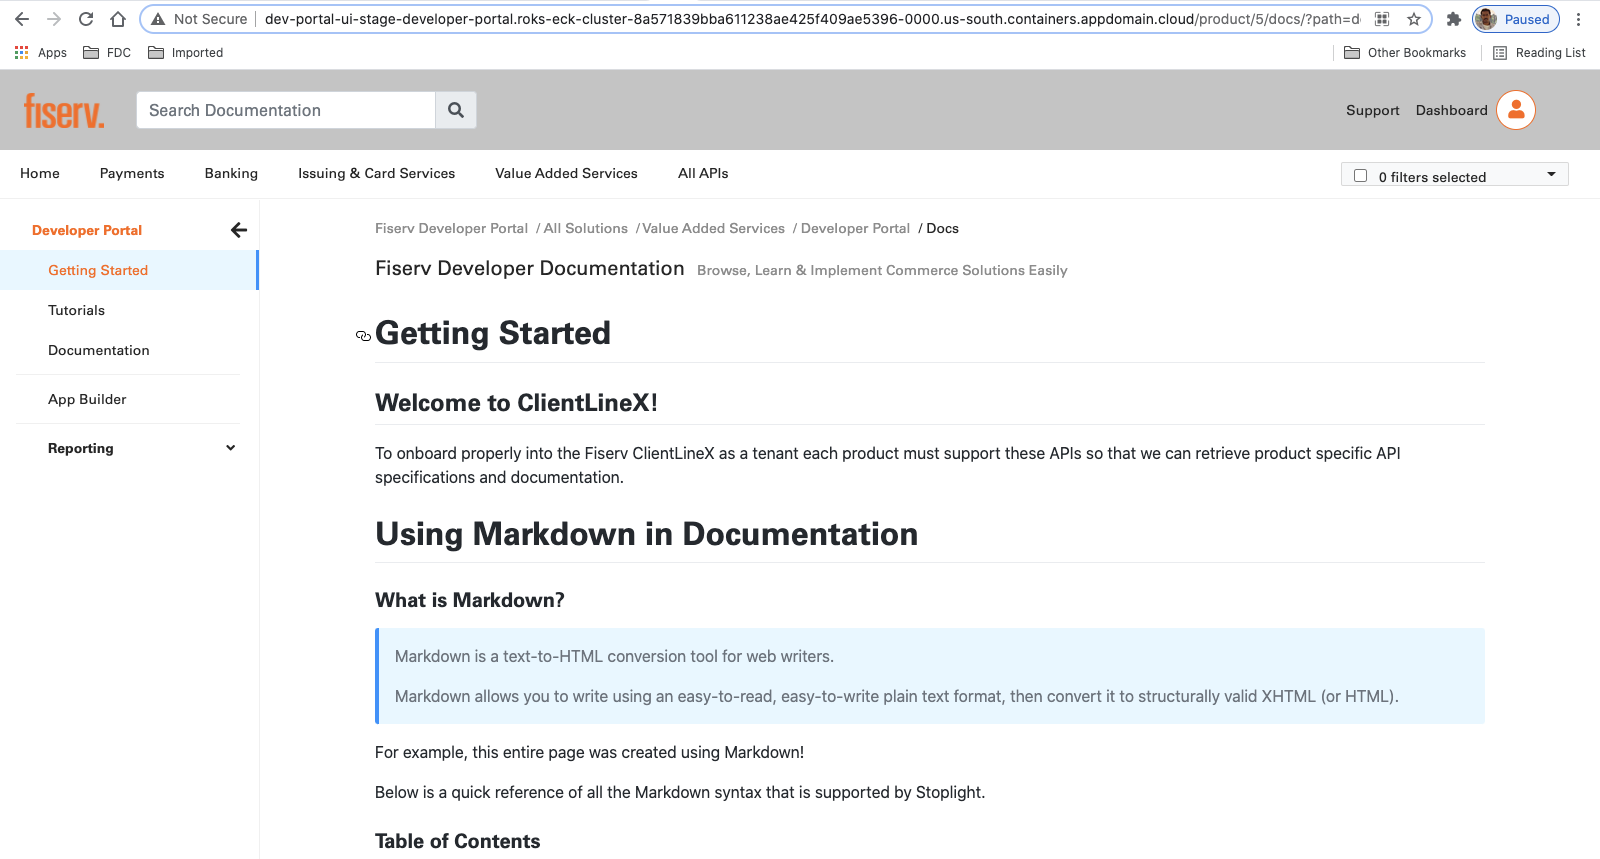 Not Secure dev-portal-ui-stage-developer-portal.roks-eck-cluster-8a571839bba611238ae425f409ae5396-0000.us-south.containers.appdomain.cloud/product/5/docs/?path=d
Paused
Apps FDC Imported Other Bookmarks Reading List
fiserv. Search Documentation Support Dashboard
Home Payments Banking Issuing & Card Services Value Added Services All APIs 0 filters selected
Developer Portal
Getting Started
Tutorials
Documentation
App Builder
Reporting
Fiserv Developer Portal / All Solutions / Value Added Services / Developer Portal / Docs
Fiserv Developer Documentation Browse, Learn & Implement Commerce Solutions Easily
Getting Started
Welcome to ClientLineX!
To onboard properly into the Fiserv ClientLineX as a tenant each product must support these APIs so that we can retrieve product specific API
specifications and documentation.
Using Markdown in Documentation
What is Markdown?
Markdown is a text-to-HTML conversion tool for web writers.
Markdown allows you to write using an easy-to-read, easy-to-write plain text format, then convert it to structurally valid XHTML (or HTML).
For example, this entire page was created using Markdown!
Below is a quick reference of all the Markdown syntax that is supported by Stoplight.
Table of Contents